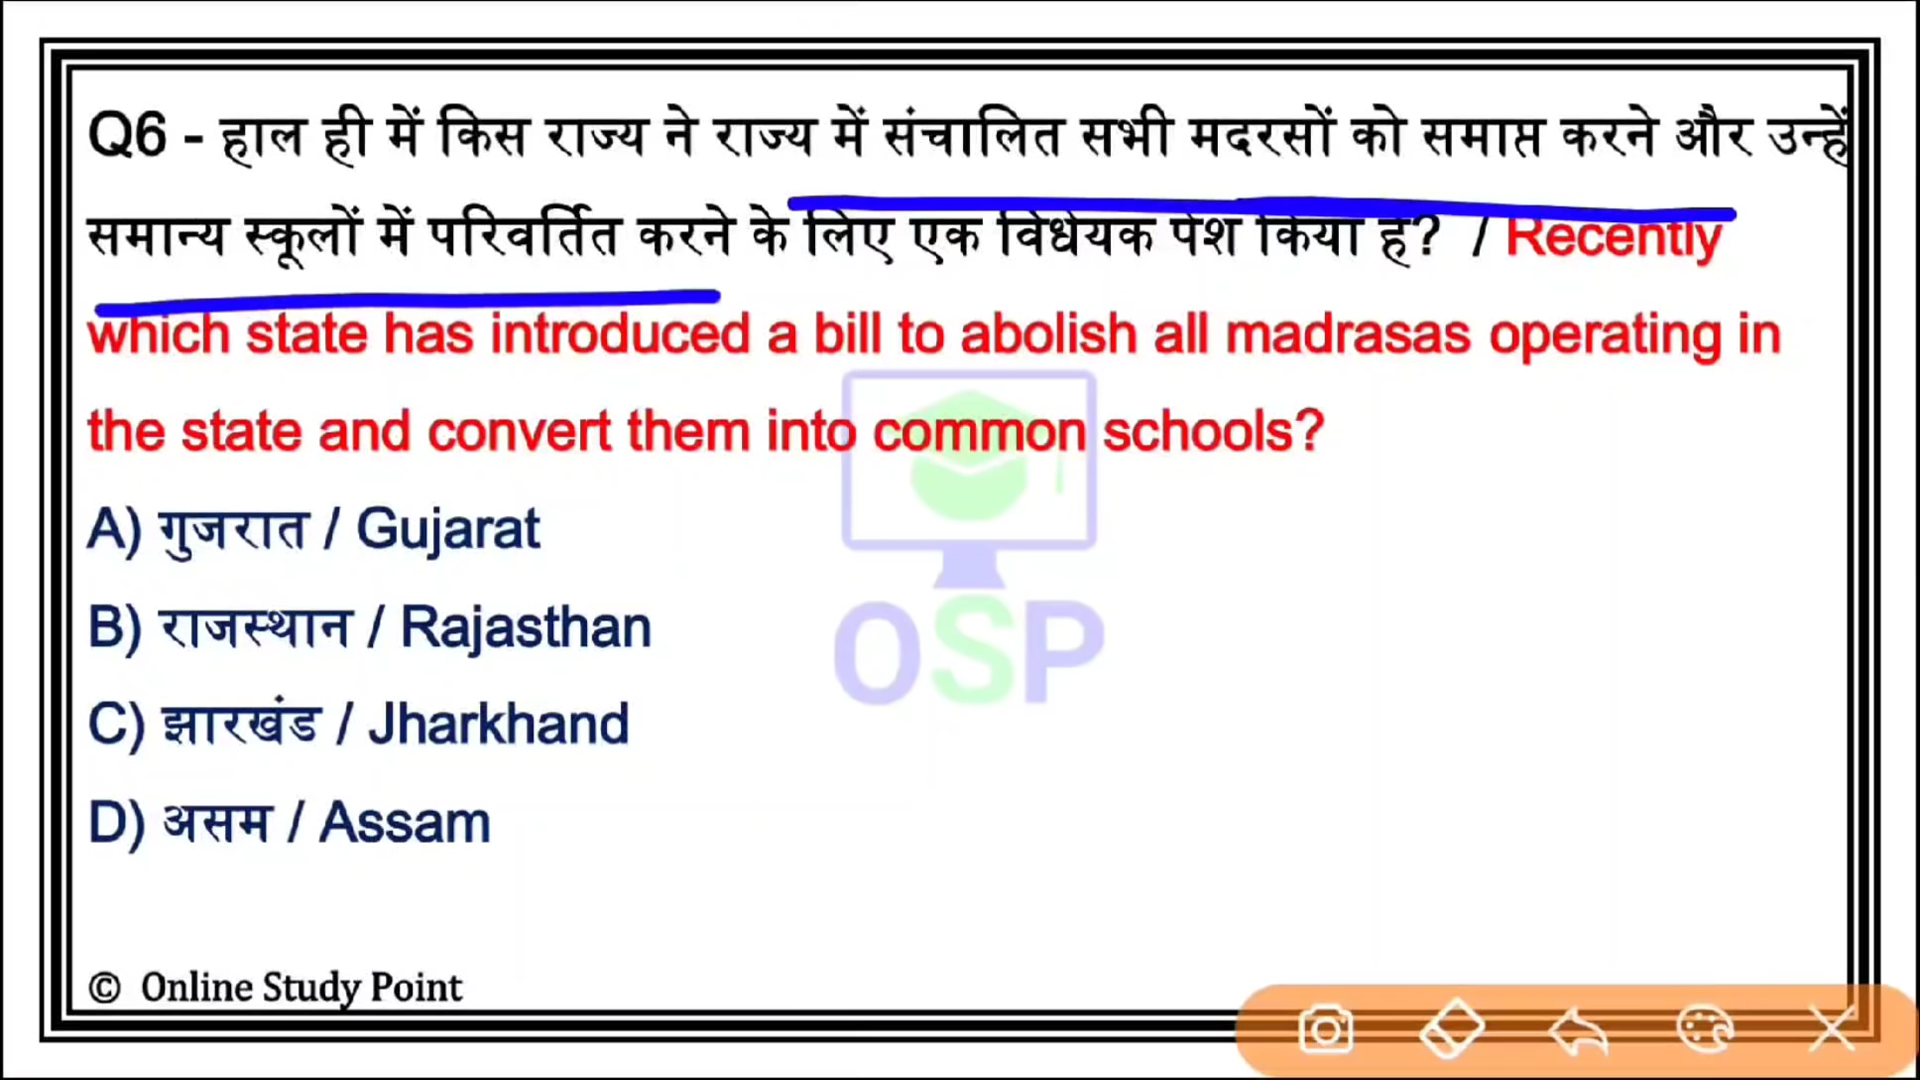 Q6 - हाल ही में किस राज्य ने राज्य में संचालित सभी मदरसों को समाप्त करने और उन्हें
समान्य स्कूलों में परिवर्तित करने के लिए एक विधेयक पेश किया है? / Recently
which state has introduced a bill to abolish all madrasas operating in
the state and convert them into common schools?
A) गुजरात / Gujarat
B) राजस्थान / Rajasthan
C) झारखंड / Jharkhand
D) असम / Assam
OSP
© Online Study Point